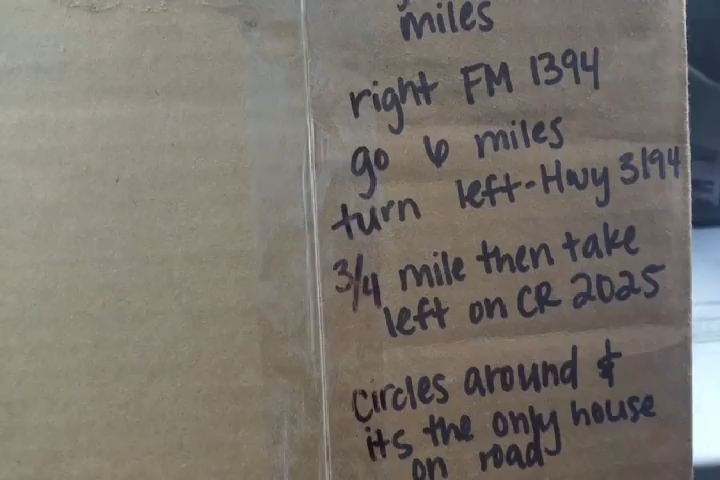 miles
right FM 1394
go 6 miles
turn left-Hwy 3194
3/4 mile then take
left on CR 2025
Circles around &
its the only house
on road